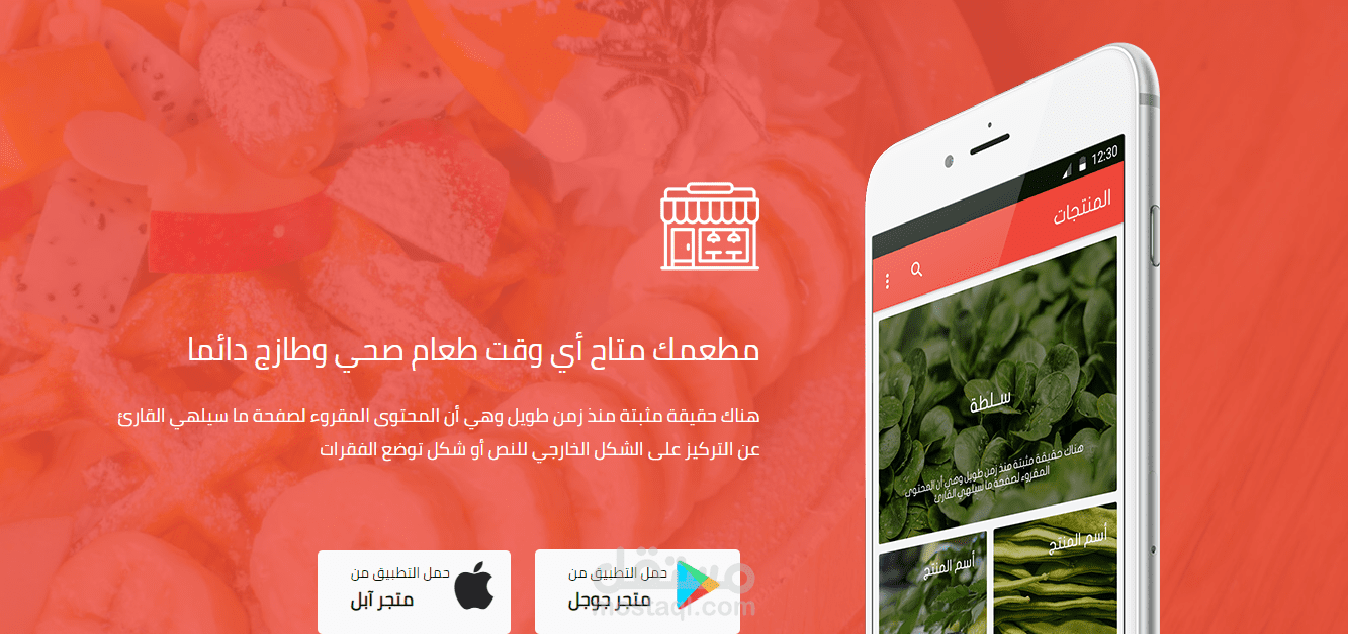 مطعمك متاح أي وقت طعام صحي وطازج دائما
هناك حقيقة مثبتة منذ زمن طويل وهي أن المحتوى المقروء لصفحة ما سيلهي القارئ
عن التركيز على الشكل الخارجي للنص أو شكل توضع الفقرات
حمل التطبيق من
متجر جوجل
حمل التطبيق من
متجر آبل
مستقل
mostaql.com
12:30
المنتجات
سلطة
هناك حقيقة مثبتة منذ زمن طويل وهي أن المحتوى
المقروء لصفحة ما سيلهي القارئ
أسم المنتج
أسم المنتج